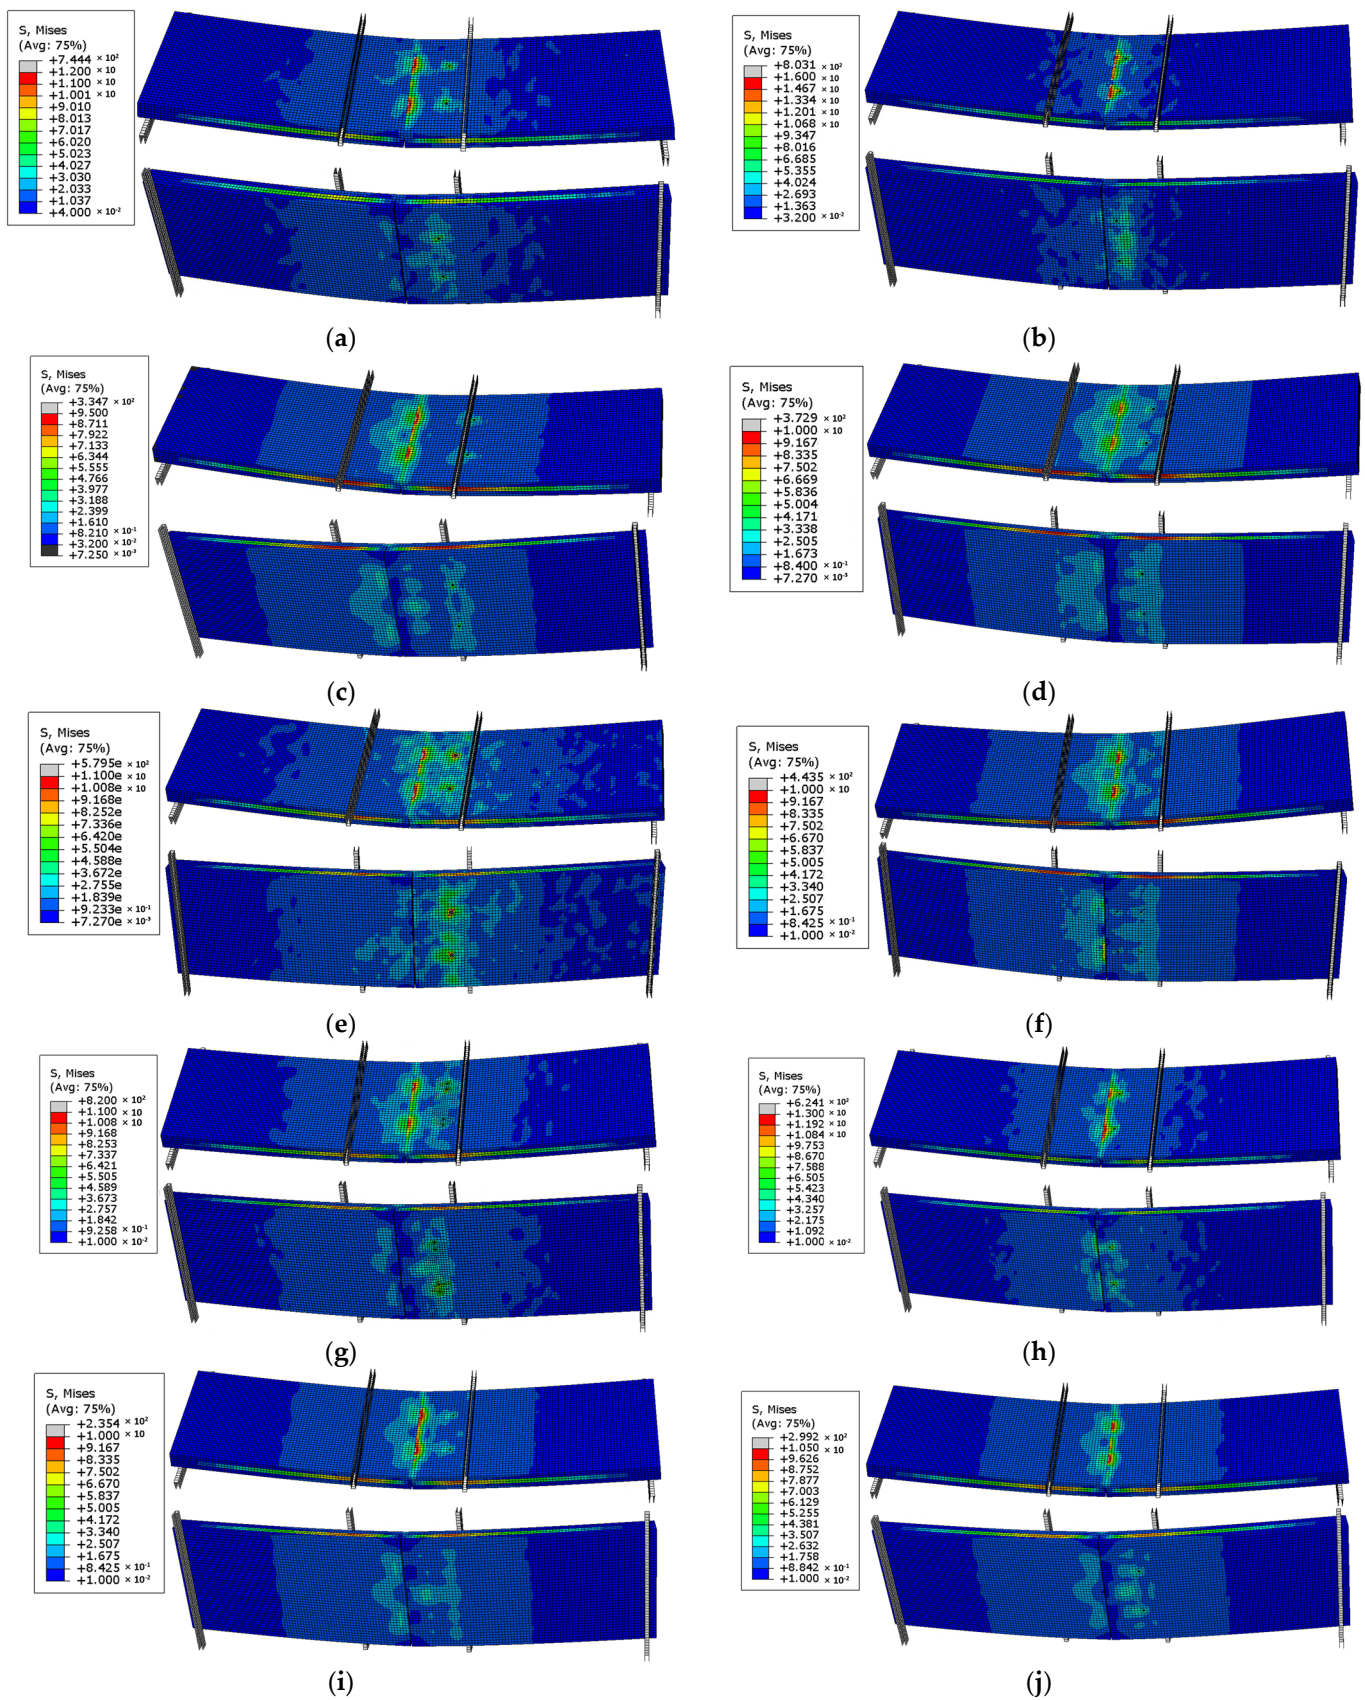 S, Mises
(Avg: 75%)
+7.444 × 10²
+1.200 × 10
+1.100 × 10
+1.001 × 10
+9.010
+8.013
+7.017
+6.020
+5.023
+4.027
+3.030
+2.033
+1.037
+4.000 × 10⁻²
S, Mises
(Avg: 75%)
+8.031 × 10²
+1.600 × 10
+1.467 × 10
+1.334 × 10
+1.201 × 10
+1.068 × 10
+9.347
+8.016
+6.685
+5.355
+4.024
+2.693
+1.363
+3.200 × 10⁻²
(a)
(b)
S, Mises
(Avg: 75%)
+3.347 × 10²
+9.500
+8.711
+7.922
+7.133
+6.344
+5.555
+4.766
+3.977
+3.188
+2.399
+1.610
+8.210 × 10⁻¹
+3.200 × 10⁻²
+7.250 × 10⁻³
S, Mises
(Avg: 75%)
+3.729 × 10²
+1.000 × 10
+9.167
+8.335
+7.502
+6.669
+5.836
+5.004
+4.171
+3.338
+2.505
+1.673
+8.400 × 10⁻¹
+7.270 × 10⁻³
(c)
(d)
S, Mises
(Avg: 75%)
+5.795e × 10²
+1.100e × 10
+1.008e × 10
+9.168e
+8.252e
+7.336e
+6.420e
+5.504e
+4.588e
+3.672e
+2.755e
+1.839e
+9.233e × 10⁻¹
+7.270e × 10⁻³
S, Mises
(Avg: 75%)
+4.435 × 10²
+1.000 × 10
+9.167
+8.335
+7.502
+6.670
+5.837
+5.005
+4.172
+3.340
+2.507
+1.675
+8.425 × 10⁻¹
+1.000 × 10⁻²
(e)
(f)
S, Mises
(Avg: 75%)
+8.200 × 10²
+1.100 × 10
+1.008 × 10
+9.168
+8.253
+7.337
+6.421
+5.505
+4.589
+3.673
+2.757
+1.842
+9.258 × 10⁻¹
+1.000 × 10⁻²
S, Mises
(Avg: 75%)
+6.241 × 10²
+1.300 × 10
+1.192 × 10
+1.084 × 10
+9.753
+8.670
+7.588
+6.505
+5.423
+4.340
+3.257
+2.175
+1.092
+1.000 × 10⁻²
(g)
(h)
S, Mises
(Avg: 75%)
+2.354 × 10²
+1.000 × 10
+9.167
+8.335
+7.502
+6.670
+5.837
+5.005
+4.172
+3.340
+2.507
+1.675
+8.425 × 10⁻¹
+1.000 × 10⁻²
S, Mises
(Avg: 75%)
+2.992 × 10²
+1.050 × 10
+9.626
+8.752
+7.877
+7.003
+6.129
+5.255
+4.381
+3.507
+2.632
+1.758
+8.842 × 10⁻¹
+1.000 × 10⁻²
(i)
(j)